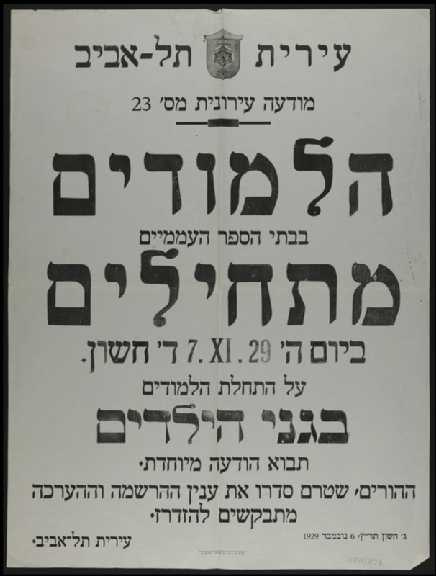 עירית תל-אביב
מודעה עירונית מס׳ 23
הלמודים
בבתי הספר העממיים
מתחילים
ביום ה׳ 7. XI. 29 ד׳ חשון.
על התחלת הלמודים
בגני הילדים
תבוא הודעה מיוחדת.
ההורים, שטרם סדרו את ענין ההרשמה וההערכה
מתבקשים להזדרז.
ג׳ חשון תר״ץ, 6 נובמבר 1929
עירית תל-אביב.